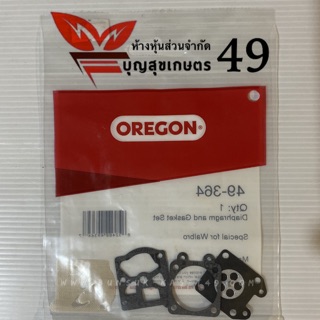 ห้างหุ้นส่วนจำกัด
บุญสุขเกษตร 49
OREGON®
49-364
Qty: 1
Diaphragm and Gasket Set
Special for Walbro